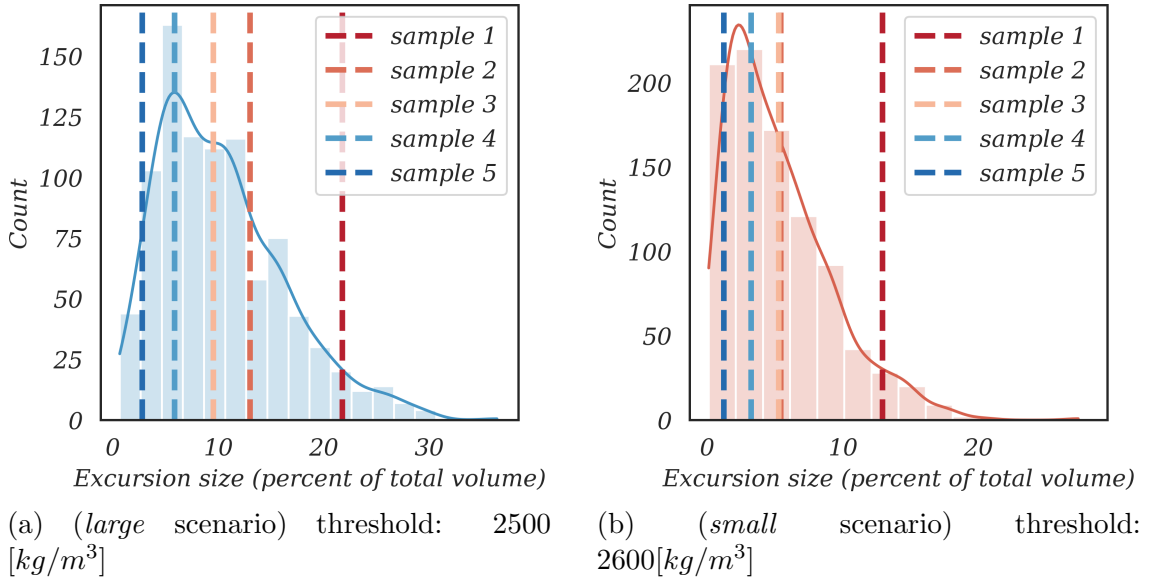 sample 1
sample 2
sample 3
sample 4
sample 5
150
125
100
75
50
25
0
Count
0 10 20 30
Excursion size (percent of total volume)
(a) (large scenario) threshold: 2500
[kg/m³]
sample 1
sample 2
sample 3
sample 4
sample 5
200
150
100
50
0
Count
0 10 20
Excursion size (percent of total volume)
(b) (small scenario) threshold:
2600[kg/m³]